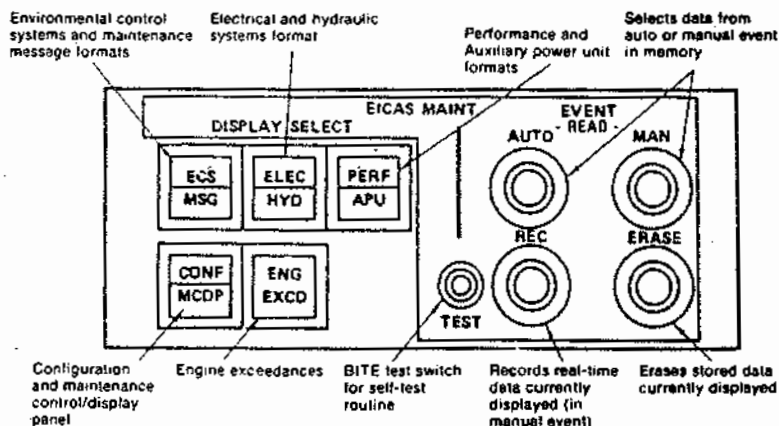 Environmental control
systems and maintenance
message formats
Electrical and hydraulic
systems format
Performance and
Auxiliary power unit
formats
Selects data from
auto or manual event
in memory
EICAS MAINT
DISPLAY SELECT
EVENT
- READ -
AUTO
MAN
ECS
MSG
ELEC
HYD
PERF
APU
REC
ERASE
CONF
MCDP
ENG
EXCD
TEST
Configuration
and maintenance
control/display
panel
Engine exceedances
BITE test switch
for self-test
routine
Records real-time
data currently
displayed (in
manual event)
Erases stored data
currently displayed